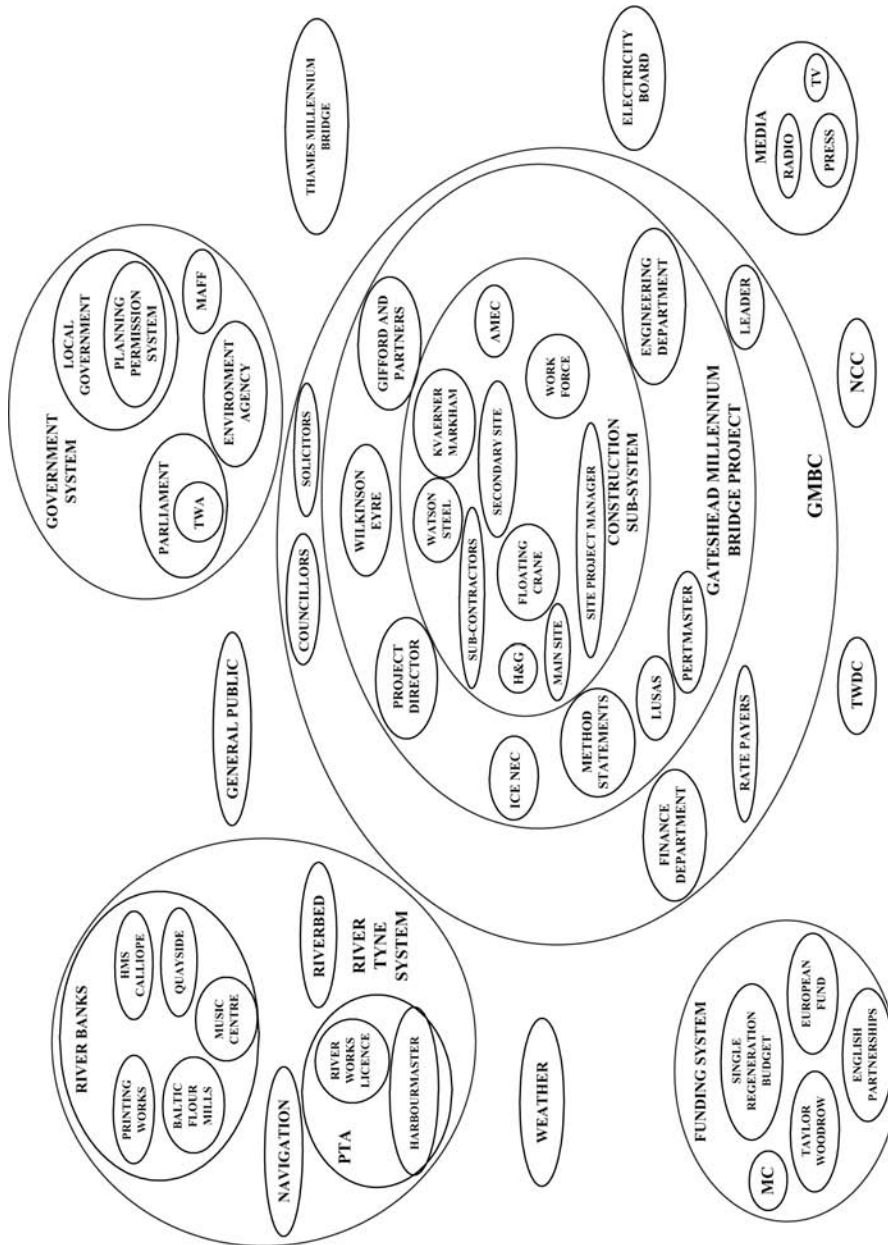 RIVER BANKS
PRINTING
WORKS
HMS
CALLIOPE
BALTIC
FLOUR
MILLS
QUAYSIDE
MUSIC
CENTRE
NAVIGATION
RIVERBED
PTA
RIVER
WORKS
LICENCE
HARBOURMASTER
RIVER
TYNE
SYSTEM
GENERAL PUBLIC
GOVERNMENT
SYSTEM
PARLIAMENT
TWA
LOCAL
GOVERNMENT
PLANNING
PERMISSION
SYSTEM
ENVIRONMENT
AGENCY
MAFF
THAMES MILLENNIUM
BRIDGE
COUNCILLORS
SOLICITORS
PROJECT
DIRECTOR
WILKINSON
EYRE
GIFFORD AND
PARTNERS
WATSON
STEEL
KVAERNER
MARKHAM
SUB-CONTRACTORS
SECONDARY SITE
AMEC
ICE NEC
H&G
FLOATING
CRANE
WORK
FORCE
MAIN SITE
SITE PROJECT MANAGER
CONSTRUCTION
SUB-SYSTEM
METHOD
STATEMENTS
LUSAS
PERTMASTER
ENGINEERING
DEPARTMENT
GATESHEAD MILLENNIUM
BRIDGE PROJECT
FINANCE
DEPARTMENT
RATE PAYERS
LEADER
GMBC
ELECTRICITY
BOARD
WEATHER
FUNDING SYSTEM
MC
SINGLE
REGENERATION
BUDGET
TAYLOR
WOODROW
EUROPEAN
FUND
ENGLISH
PARTNERSHIPS
TWDC
NCC
MEDIA
RADIO
TV
PRESS